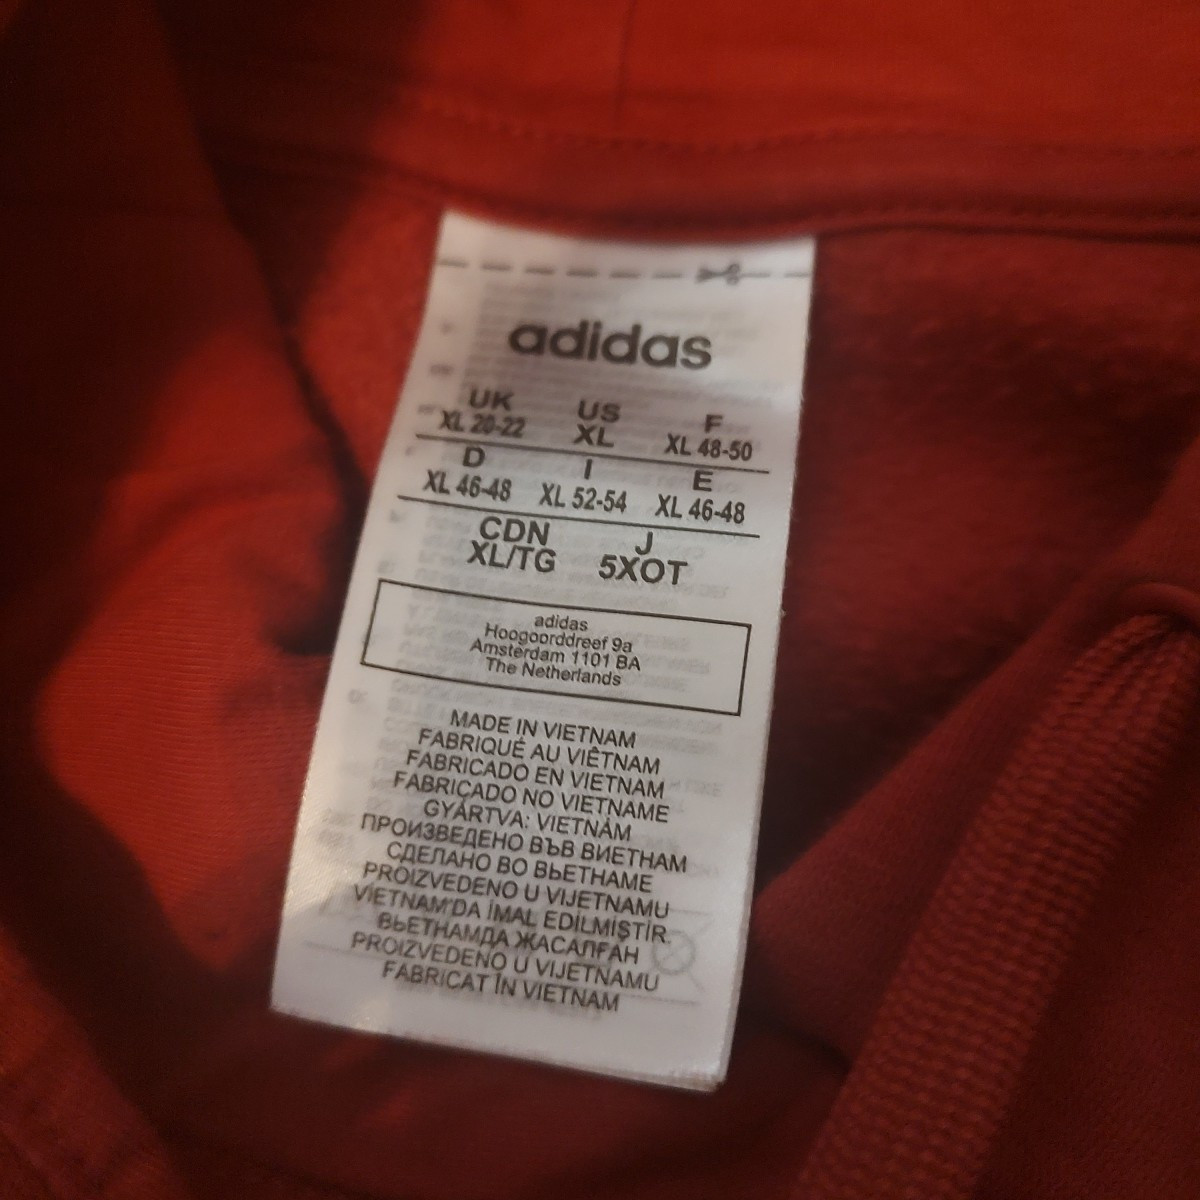 adidas
UK US F
XL 20-22 XL XL 48-50
D I E
XL 46-48 XL 52-54 XL 46-48
CDN J
XL/TG 5XOT
adidas
Hoogoorddreef 9a
Amsterdam 1101 BA
The Netherlands
MADE IN VIETNAM
FABRIQUÉ AU VIÊTNAM
FABRICADO EN VIETNAM
FABRICADO NO VIETNAME
GYÁRTVA: VIETNÁM
ПРОИЗВЕДЕНО ВЪВ ВИЕТНАМ
СДЕЛАНО ВО ВЬЕТНАМЕ
PROIZVEDENO U VIJETNAMU
VİETNAM'DA İMAL EDİLMİŞTİR.
ВЬЕТНАМДА ЖАСАЛҒАН
PROIZVEDENO U VIJETNAMU
FABRICAT ÎN VIETNAM